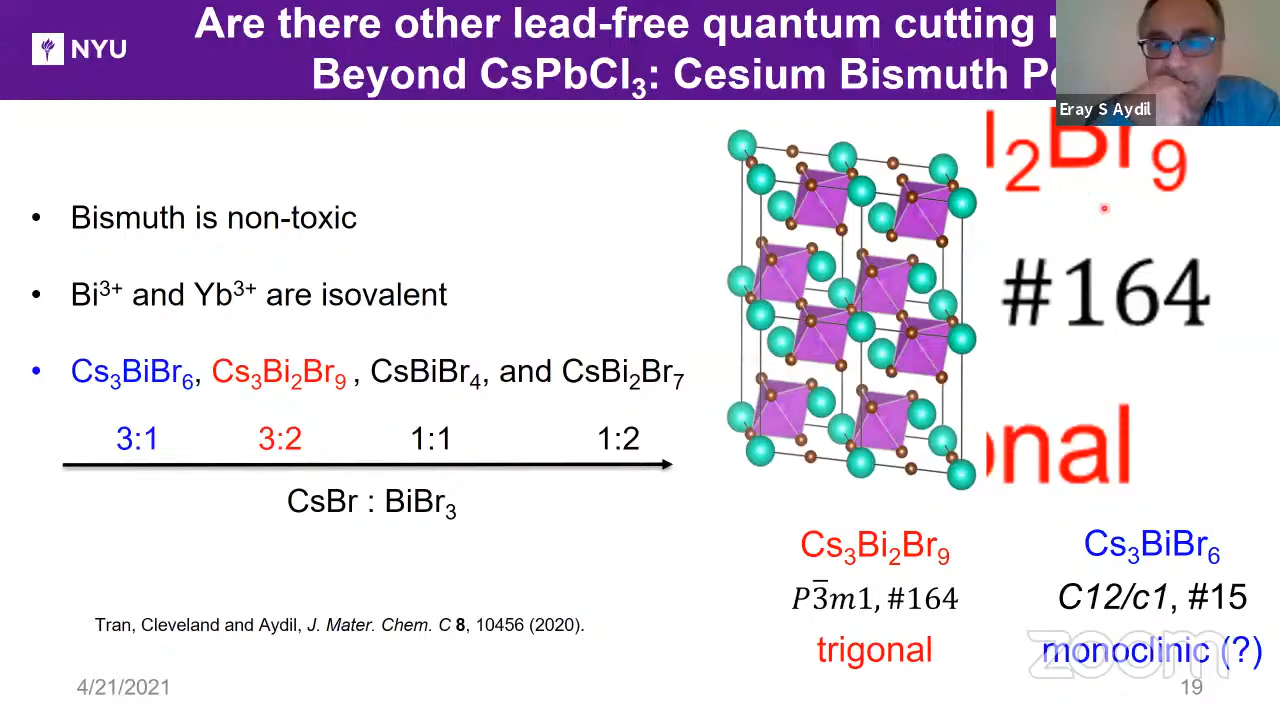 Are there other lead-free quantum cutting
Beyond CsPbCl₃: Cesium Bismuth
NYU
Eray S Aydil
₂Br₉
• Bismuth is non-toxic
#164
• Bi³⁺ and Yb³⁺ are isovalent
• Cs₃BiBr₆, Cs₃Bi₂Br₉ , CsBiBr₄, and CsBi₂Br₇
3:1 3:2 1:1 1:2
onal
CsBr : BiBr₃
Cs₃Bi₂Br₉ Cs₃BiBr₆
P3̅m1, #164 C12/c1, #15
Tran, Cleveland and Aydil, J. Mater. Chem. C 8, 10456 (2020).
trigonal monoclinic (?)
zoom
4/21/2021 19